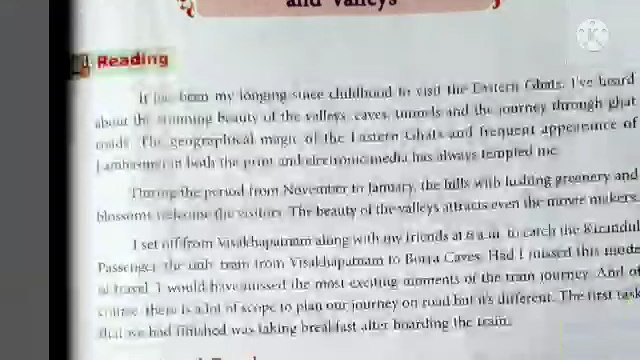 and Valleys
Reading
It has been my longing since childhood to visit the Eastern Ghats. I've heard
about the stunning beauty of the valleys, caves, tunnels and the journey through ghat
roads. The geographical magic of the Eastern Ghats and frequent appearance of
Lambasingi in both the print and electronic media has always tempted me.
During the period from November to January, the hills with lushing greenery and
blossoms welcome the visitors. The beauty of the valleys attracts even the movie makers.
I set off from Visakhapatnam along with my friends at 6 a.m. to catch the Kirandul
Passenger, the only train from Visakhapatnam to Borra Caves. Had I missed this mode
of travel, I would have missed the most exciting moments of the train journey. And of
course, there is a lot of scope to plan our journey on road but it's different. The first task
that we had finished was taking breakfast after boarding the train.